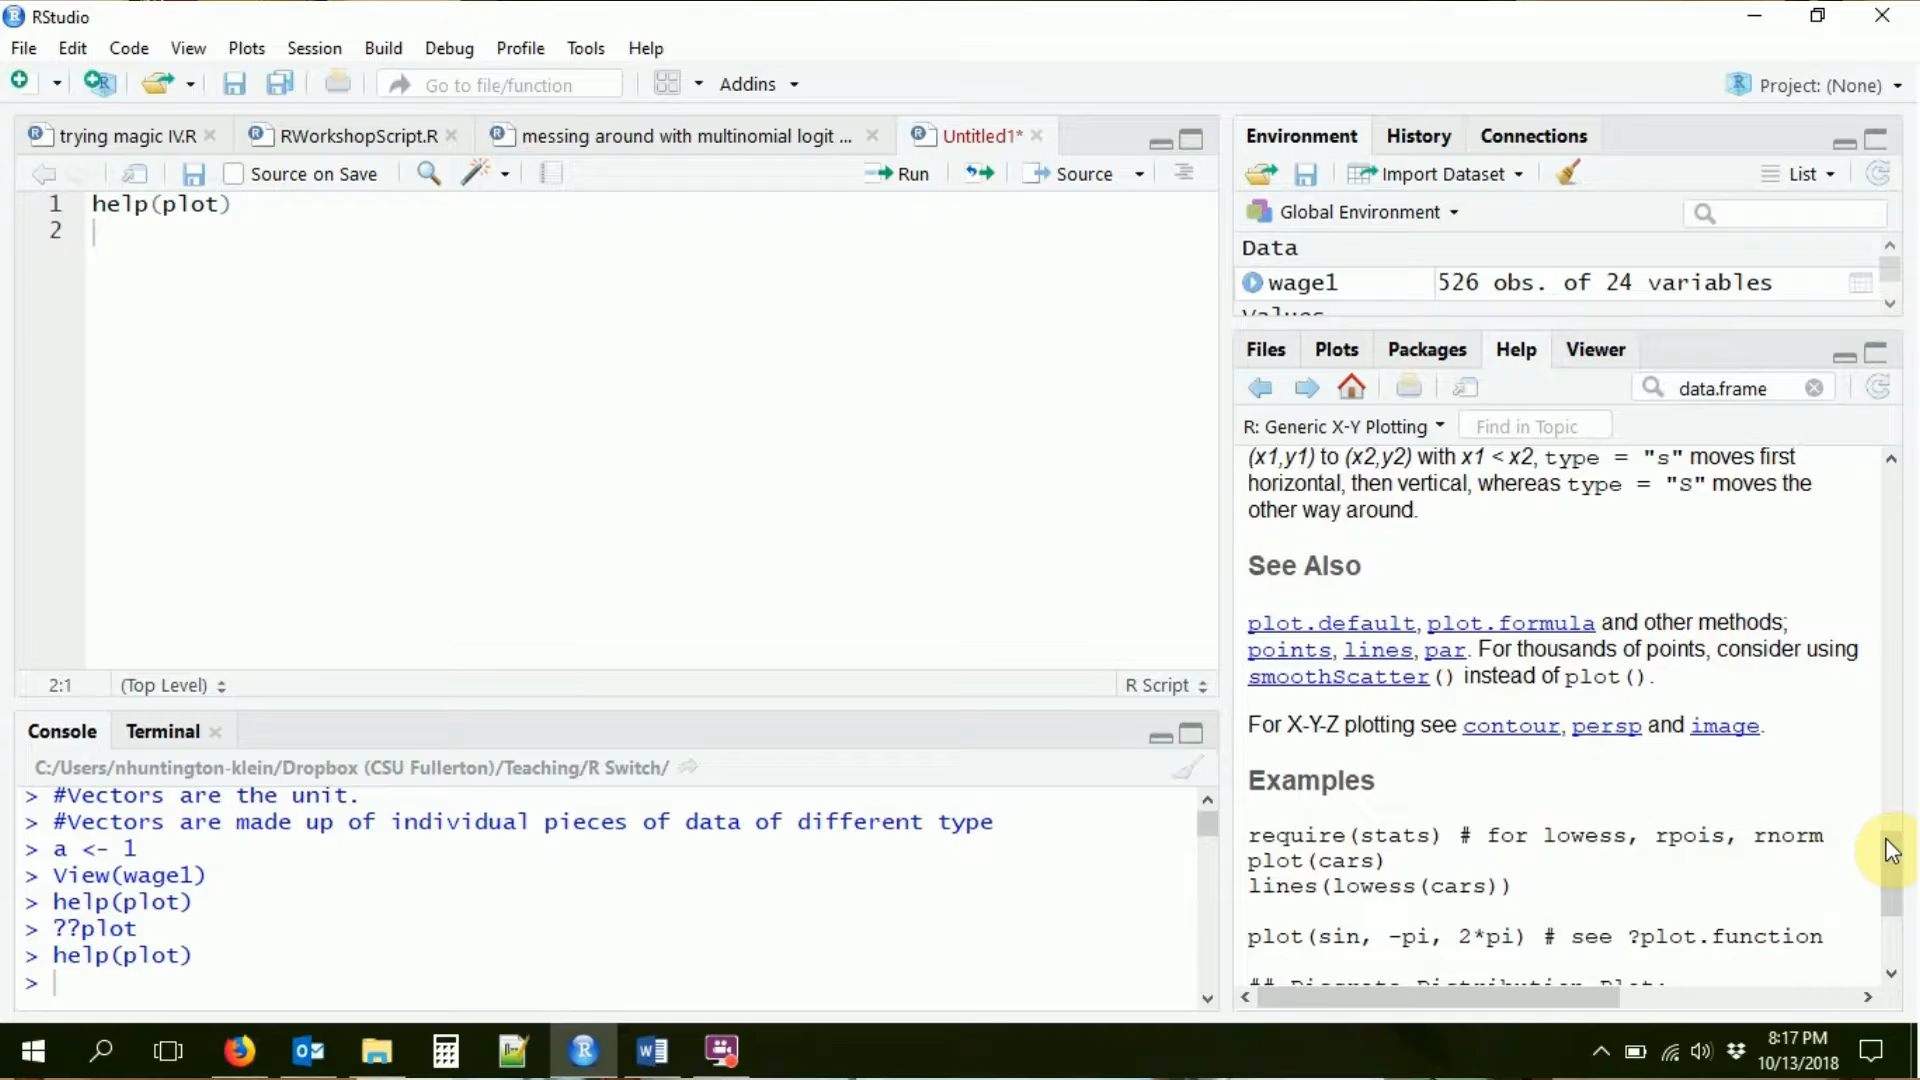 RStudio
File Edit Code View Plots Session Build Debug Profile Tools Help
Go to file/function Addins Project: (None)
trying magic IV.R RWorkshopScript.R messing around with multinomial logit ... Untitled1*
Source on Save Run Source
1 help(plot)
2
2:1 (Top Level) R Script
Console Terminal
C:/Users/nhuntington-klein/Dropbox (CSU Fullerton)/Teaching/R Switch/
> #Vectors are the unit.
> #Vectors are made up of individual pieces of data of different type
> a <- 1
> View(wage1)
> help(plot)
> ??plot
> help(plot)
>
Environment History Connections
Import Dataset List
Global Environment
Data
wage1 526 obs. of 24 variables
Values
Files Plots Packages Help Viewer
data.frame
R: Generic X-Y Plotting Find in Topic
(x1,y1) to (x2,y2) with x1 < x2, type = "s" moves first
horizontal, then vertical, whereas type = "S" moves the
other way around.
See Also
plot.default, plot.formula and other methods;
points, lines, par. For thousands of points, consider using
smoothScatter() instead of plot().
For X-Y-Z plotting see contour, persp and image.
Examples
require(stats) # for lowess, rpois, rnorm
plot(cars)
lines(lowess(cars))
plot(sin, -pi, 2*pi) # see ?plot.function
## Discrete Distribution Plot:
8:17 PM
10/13/2018